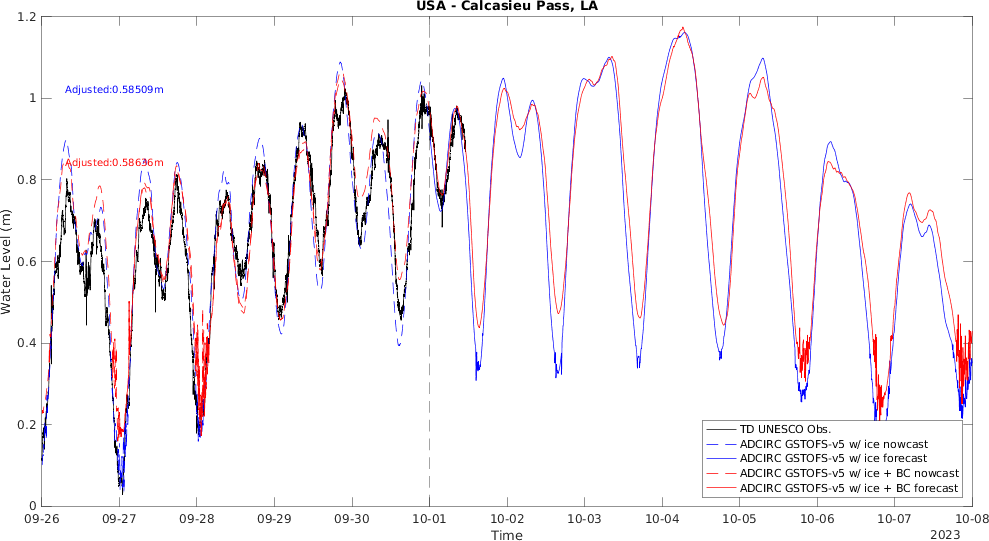 USA - Calcasieu Pass, LA
1.2
1
0.8
0.6
0.4
0.2
0
Water Level (m)
Adjusted:0.58509m
Adjusted:0.58636m
TD UNESCO Obs.
ADCIRC GSTOFS-v5 w/ ice nowcast
ADCIRC GSTOFS-v5 w/ ice forecast
ADCIRC GSTOFS-v5 w/ ice + BC nowcast
ADCIRC GSTOFS-v5 w/ ice + BC forecast
09-26 09-27 09-28 09-29 09-30 10-01 10-02 10-03 10-04 10-05 10-06 10-07 10-08
Time
2023